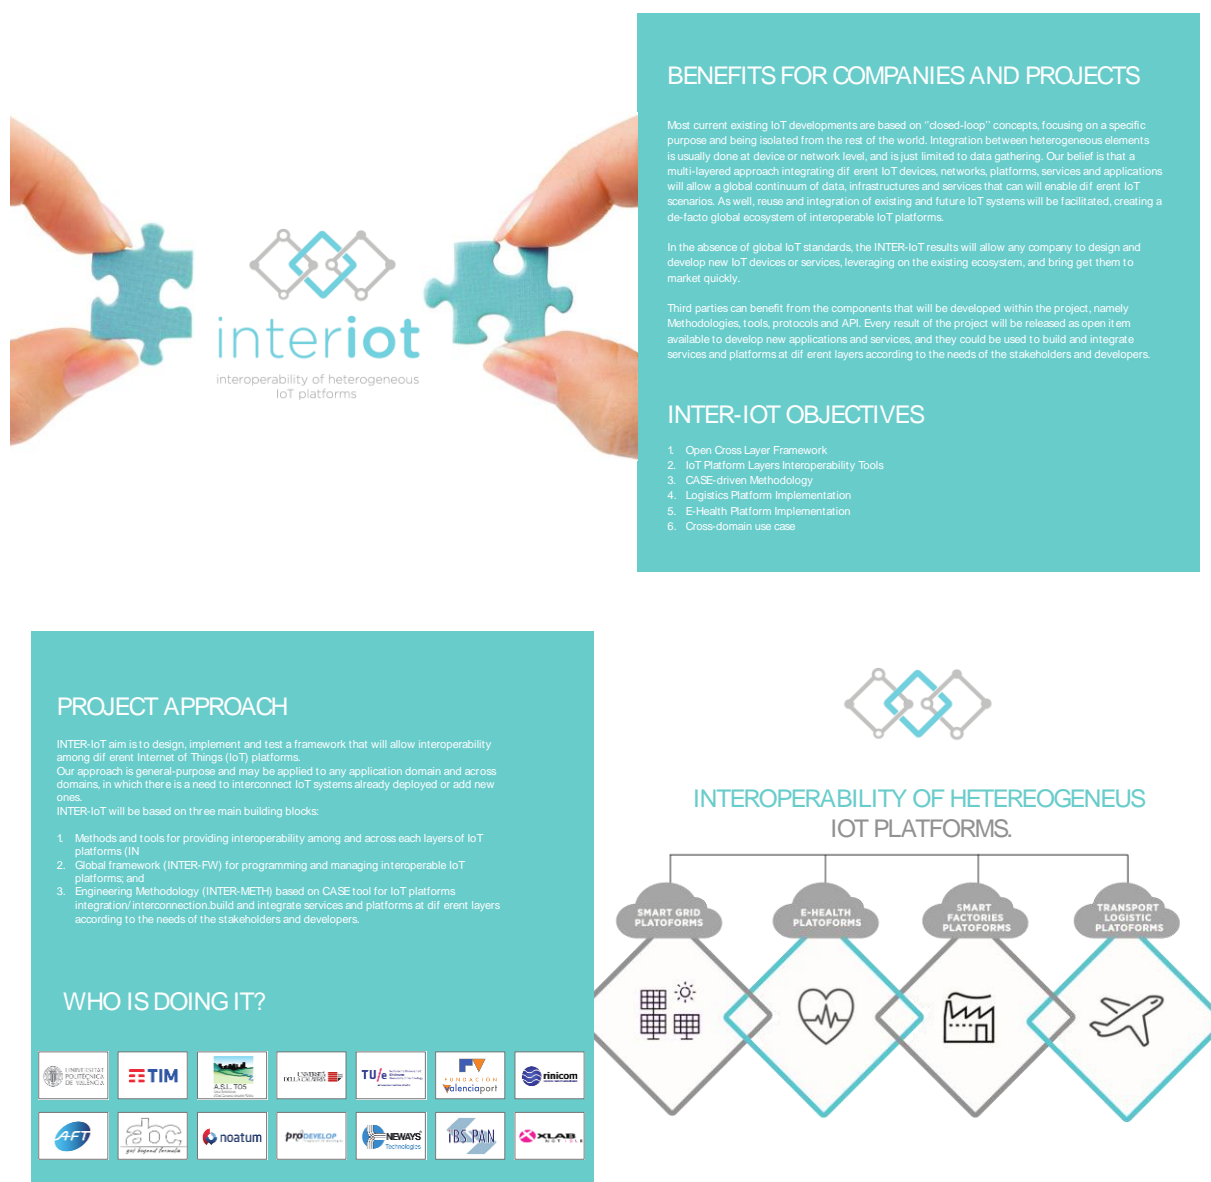 interiot
interoperability of heterogeneous
IoT platforms
BENEFITS FOR COMPANIES AND PROJECTS
Most current existing IoT developments are based on “closed-loop” concepts, focusing on a specific
purpose and being isolated from the rest of the world. Integration between heterogeneous elements
is usually done at device or network level, and is just limited to data gathering. Our belief is that a
multi-layered approach integrating dif erent IoT devices, networks, platforms, services and applications
will allow a global continuum of data, infrastructures and services that can will enable dif erent IoT
scenarios. As well, reuse and integration of existing and future IoT systems will be facilitated, creating a
de-facto global ecosystem of interoperable IoT platforms.
In the absence of global IoT standards, the INTER-IoT results will allow any company to design and
develop new IoT devices or services, leveraging on the existing ecosystem, and bring get them to
market quickly.
Third parties can benefit from the components that will be developed within the project, namely
Methodologies, tools, protocols and API. Every result of the project will be released as open item
available to develop new applications and services, and they could be used to build and integrate
services and platforms at dif erent layers according to the needs of the stakeholders and developers.
INTER-IOT OBJECTIVES
1. Open Cross Layer Framework
2. IoT Platform Layers Interoperability Tools
3. CASE-driven Methodology
4. Logistics Platform Implementation
5. E-Health Platform Implementation
6. Cross-domain use case
PROJECT APPROACH
INTER-IoT aim is to design, implement and test a framework that will allow interoperability
among dif erent Internet of Things (IoT) platforms.
Our approach is general-purpose and may be applied to any application domain and across
domains, in which there is a need to interconnect IoT systems already deployed or add new
ones.
INTER-IoT will be based on three main building blocks:
1. Methods and tools for providing interoperability among and across each layers of IoT
platforms (IN
2. Global framework (INTER-FW) for programming and managing interoperable IoT
platforms; and
3. Engineering Methodology (INTER-METH) based on CASE tool for IoT platforms
integration/interconnection.build and integrate services and platforms at dif erent layers
according to the needs of the stakeholders and developers.
WHO IS DOING IT?
UNIVERSITAT
POLITÈCNICA
DE VALÈNCIA
TIM
A.S.L. TO5
UNIVERSITÀ
DELLA CALABRIA
TU/e
FUNDACIÓN
Valenciaport
rinicom
AFT
abc
get beyond formula
noatum
proDEVELOP
NEWAYS
Technologies
IBS PAN
XLAB
INTEROPERABILITY OF HETEREOGENEUS
IOT PLATFORMS.
SMART GRID
PLATOFORMS
E-HEALTH
PLATOFORMS
SMART
FACTORIES
PLATOFORMS
TRANSPORT
LOGISTIC
PLATOFORMS